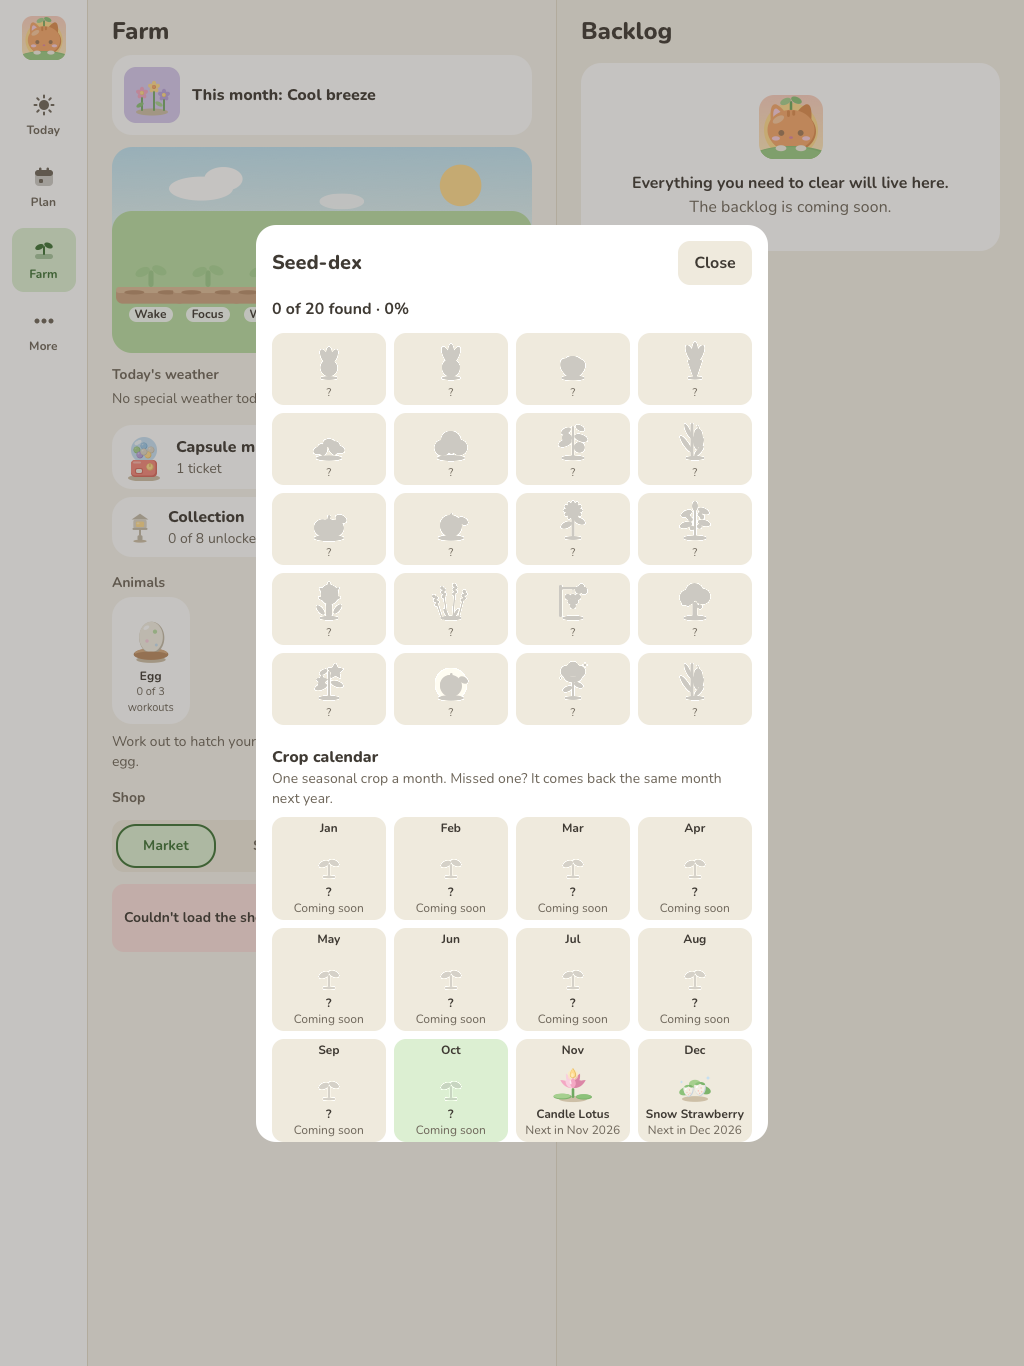 Today
Plan
Farm
More
Farm
This month: Cool breeze
Wake
Focus
Today's weather
No special weather tod
Capsule m
1 ticket
Collection
0 of 8 unlocke
Animals
Egg
0 of 3
workouts
Work out to hatch your
egg.
Shop
Market
Couldn't load the sh
Backlog
Everything you need to clear will live here.
The backlog is coming soon.
Seed-dex
Close
0 of 20 found · 0%
? ? ? ?
? ? ? ?
? ? ? ?
? ? ? ?
? ? ? ?
Crop calendar
One seasonal crop a month. Missed one? It comes back the same month
next year.
Jan Feb Mar Apr
? ? ? ?
Coming soon Coming soon Coming soon Coming soon
May Jun Jul Aug
? ? ? ?
Coming soon Coming soon Coming soon Coming soon
Sep Oct Nov Dec
? ? Candle Lotus Snow Strawberry
Coming soon Coming soon Next in Nov 2026 Next in Dec 2026